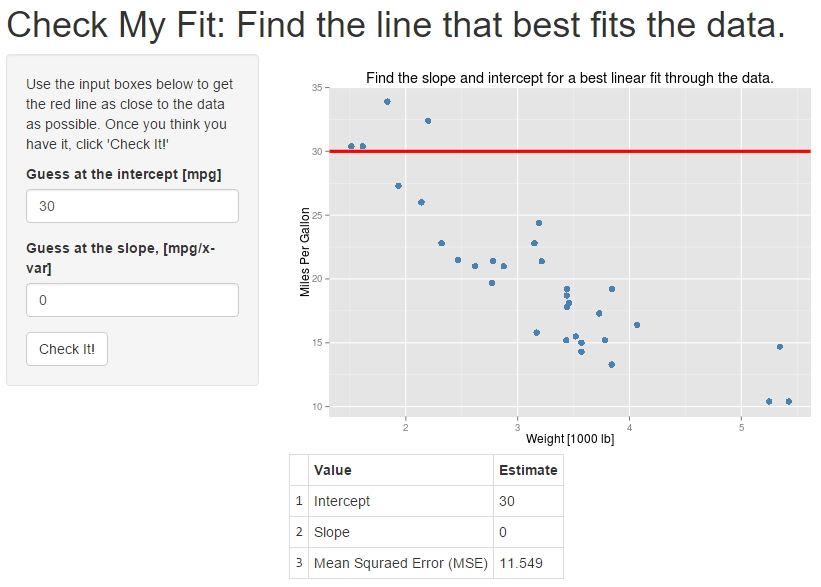 Check My Fit: Find the line that best fits the data.
Use the input boxes below to get
the red line as close to the data
as possible. Once you think you
have it, click 'Check It!'
Guess at the intercept [mpg]
30
Guess at the slope, [mpg/x-
var]
0
Check It!
Find the slope and intercept for a best linear fit through the data.
Miles Per Gallon
35
30
25
20
15
10
2 3 4 5
Weight [1000 lb]
Value Estimate
1 Intercept 30
2 Slope 0
3 Mean Squraed Error (MSE) 11.549